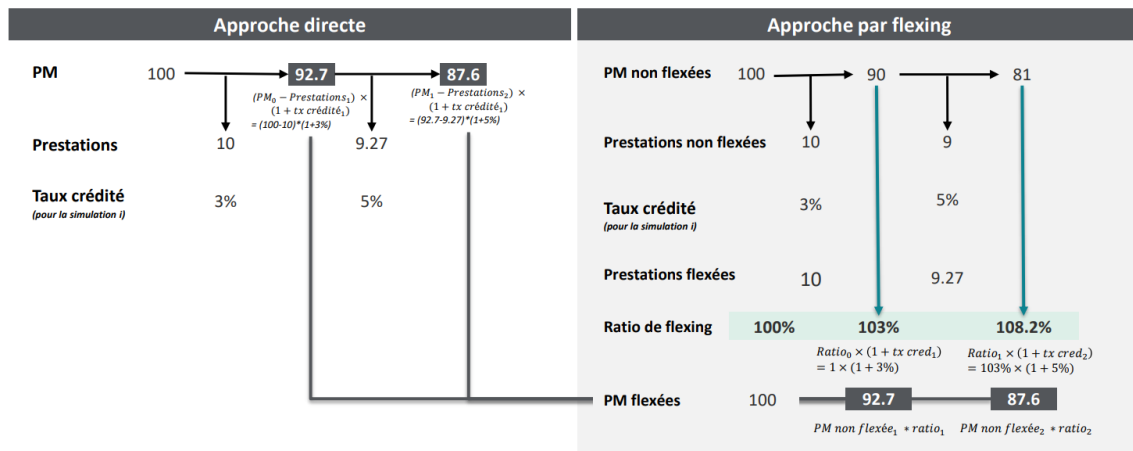 Approche directe
PM
100
92.7
87.6
(PM₀ − Prestations₁) ×
(1 + tx crédité₁)
= (100-10)*(1+3%)
(PM₁ − Prestations₂) ×
(1 + tx crédité₁)
= (92.7-9.27)*(1+5%)
Prestations
10
9.27
Taux crédité
(pour la simulation i)
3%
5%
Approche par flexing
PM non flexées
100
90
81
Prestations non flexées
10
9
Taux crédité
(pour la simulation i)
3%
5%
Prestations flexées
10
9.27
Ratio de flexing
100%
103%
108.2%
Ratio₀ × (1 + tx cred₁)
= 1 × (1 + 3%)
Ratio₁ × (1 + tx cred₂)
= 103% × (1 + 5%)
PM flexées
100
92.7
87.6
PM non flexée₁ * ratio₁
PM non flexée₂ * ratio₂